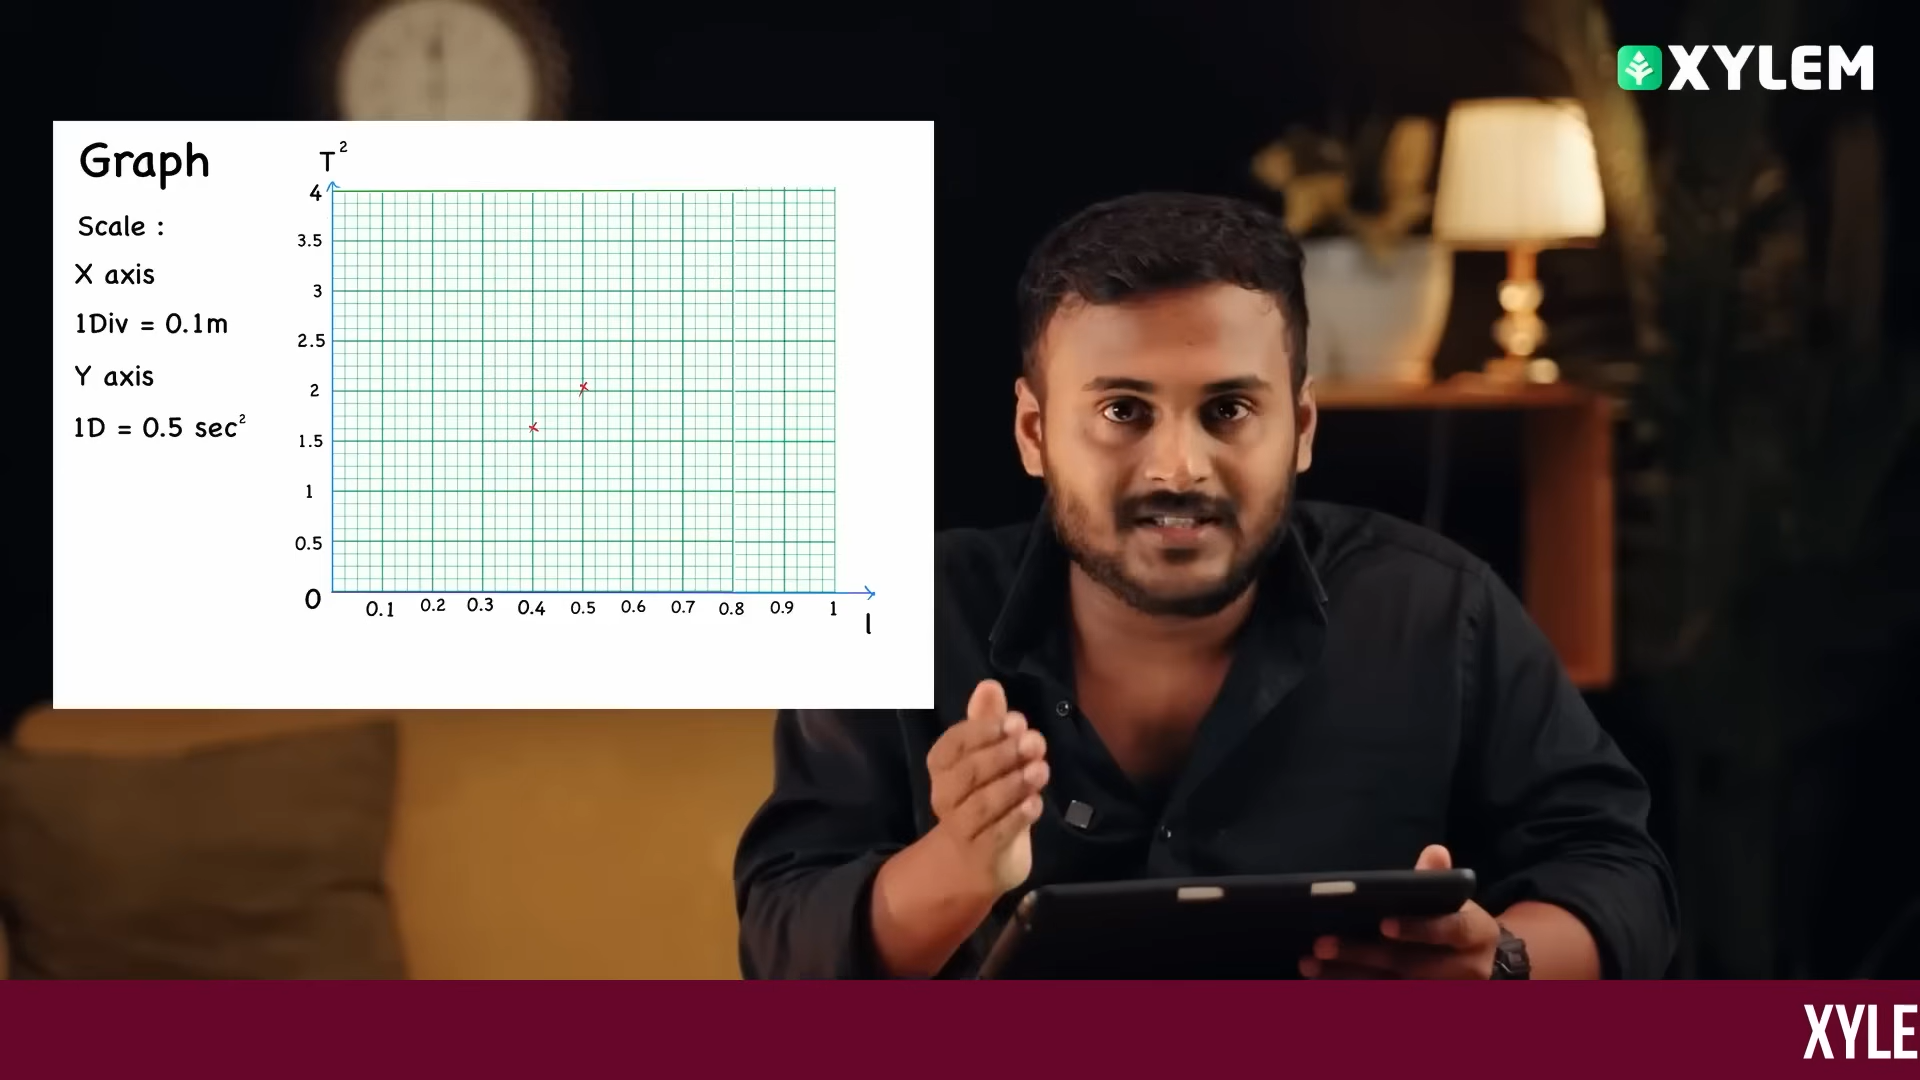 XYLEM
Graph
Scale :
X axis
1Div = 0.1m
Y axis
1D = 0.5 sec²
T²
4
3.5
3
2.5
2
1.5
1
0.5
0
0.1 0.2 0.3 0.4 0.5 0.6 0.7 0.8 0.9 1
l
XYLE